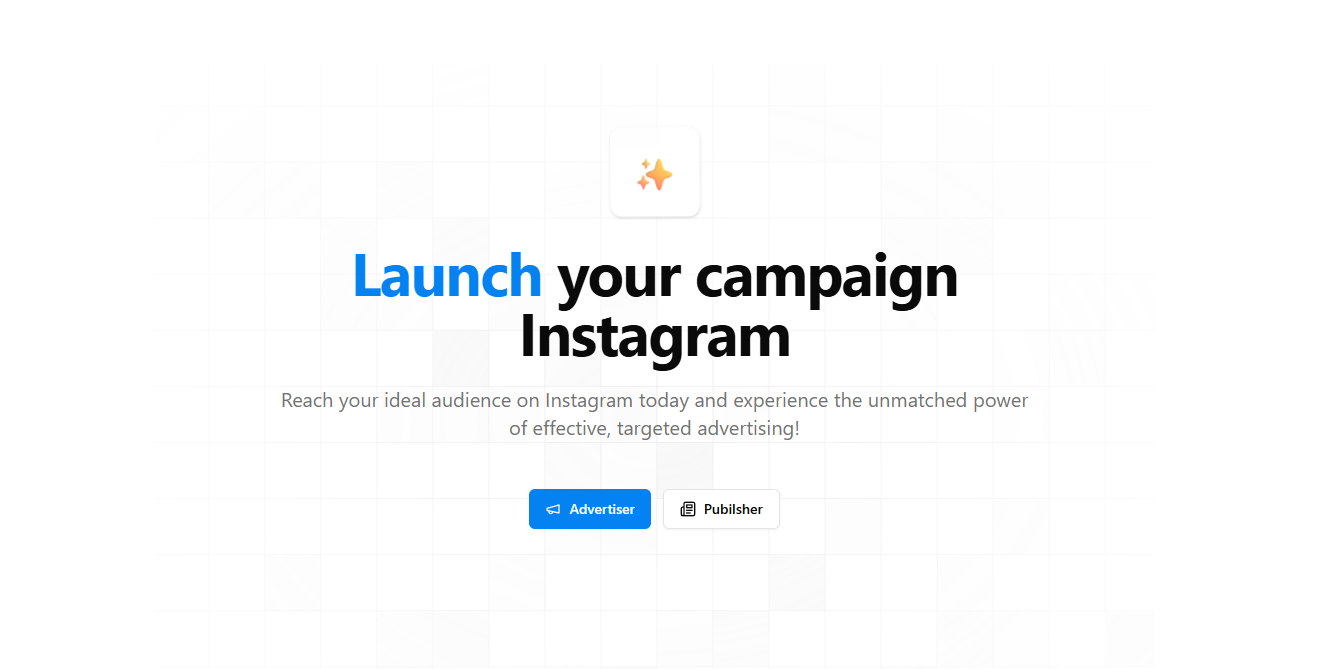 Launch your campaign
Instagram
Reach your ideal audience on Instagram today and experience the unmatched power
of effective, targeted advertising!
Advertiser
Pubilsher